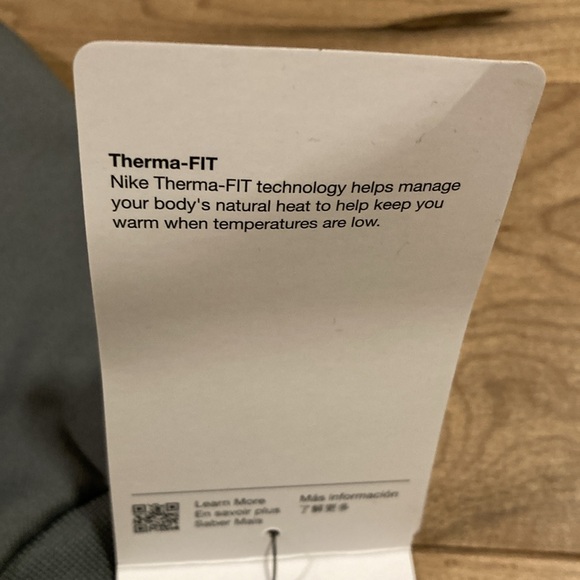 Therma-FIT
Nike Therma-FIT technology helps manage
your body's natural heat to help keep you
warm when temperatures are low.
Learn More
En savoir plus
Saber Mais
Más información
了解更多